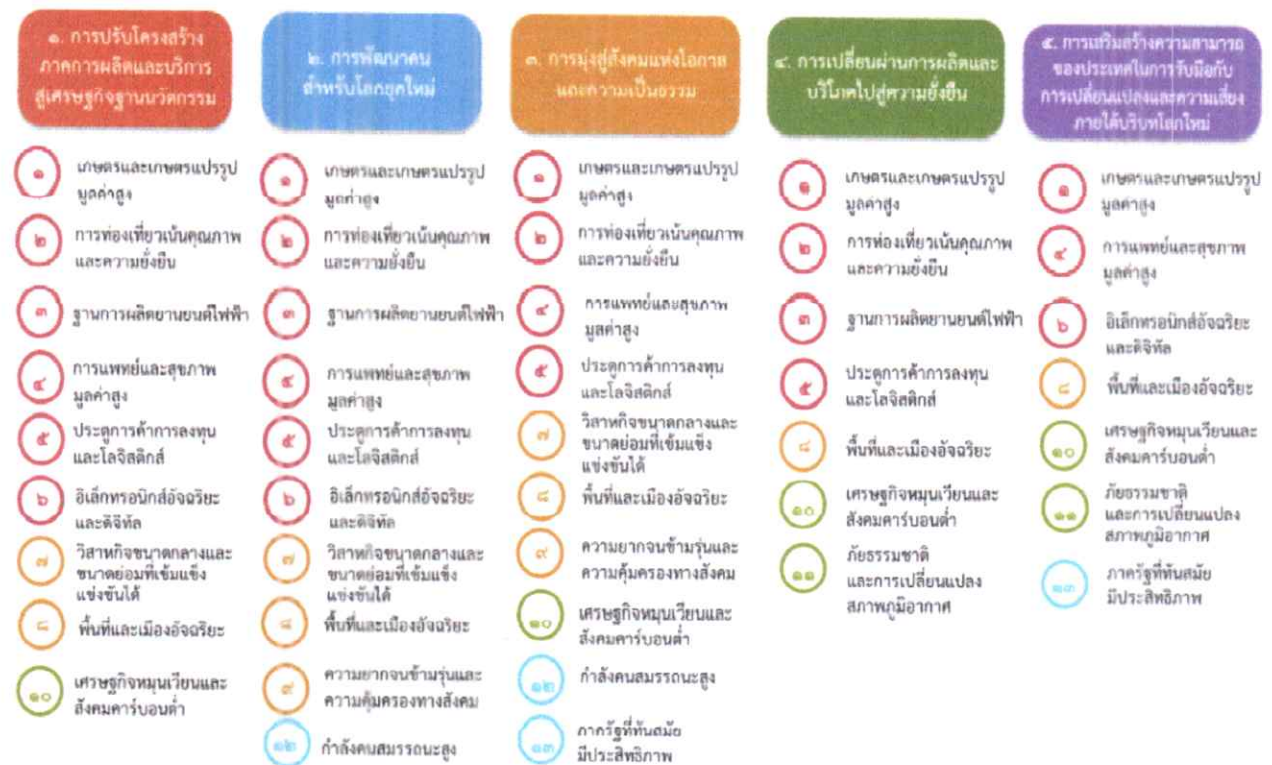 ๑. การปรับโครงสร้าง
ภาคการผลิตและบริการ
สู่เศรษฐกิจฐานนวัตกรรม
๑
เกษตรและเกษตรแปรรูป
มูลค่าสูง
๒
การท่องเที่ยวเน้นคุณภาพ
และความยั่งยืน
๓
ฐานการผลิตยานยนต์ไฟฟ้า
๔
การแพทย์และสุขภาพ
มูลค่าสูง
๕
ประตูการค้าการลงทุน
และโลจิสติกส์
๖
อิเล็กทรอนิกส์อัจฉริยะ
และดิจิทัล
๗
วิสาหกิจขนาดกลางและ
ขนาดย่อมที่เข้มแข็ง
แข่งขันได้
๘
พื้นที่และเมืองอัจฉริยะ
๑๐
เศรษฐกิจหมุนเวียนและ
สังคมคาร์บอนต่ำ
๒. การพัฒนาคน
สำหรับโลกยุคใหม่
๑
เกษตรและเกษตรแปรรูป
มูลค่าสูง
๒
การท่องเที่ยวเน้นคุณภาพ
และความยั่งยืน
๓
ฐานการผลิตยานยนต์ไฟฟ้า
๔
การแพทย์และสุขภาพ
มูลค่าสูง
๕
ประตูการค้าการลงทุน
และโลจิสติกส์
๖
อิเล็กทรอนิกส์อัจฉริยะ
และดิจิทัล
๗
วิสาหกิจขนาดกลางและ
ขนาดย่อมที่เข้มแข็ง
แข่งขันได้
๘
พื้นที่และเมืองอัจฉริยะ
๙
ความยากจนข้ามรุ่นและ
ความคุ้มครองทางสังคม
๑๒
กำลังคนสมรรถนะสูง
๓. การมุ่งสู่สังคมแห่งโอกาส
และความเป็นธรรม
๑
เกษตรและเกษตรแปรรูป
มูลค่าสูง
๒
การท่องเที่ยวเน้นคุณภาพ
และความยั่งยืน
๔
การแพทย์และสุขภาพ
มูลค่าสูง
๕
ประตูการค้าการลงทุน
และโลจิสติกส์
๗
วิสาหกิจขนาดกลางและ
ขนาดย่อมที่เข้มแข็ง
แข่งขันได้
๘
พื้นที่และเมืองอัจฉริยะ
๙
ความยากจนข้ามรุ่นและ
ความคุ้มครองทางสังคม
๑๐
เศรษฐกิจหมุนเวียนและ
สังคมคาร์บอนต่ำ
๑๒
กำลังคนสมรรถนะสูง
๑๓
ภาครัฐที่ทันสมัย
มีประสิทธิภาพ
๔. การเปลี่ยนผ่านการผลิตและ
บริโภคไปสู่ความยั่งยืน
๑
เกษตรและเกษตรแปรรูป
มูลค่าสูง
๒
การท่องเที่ยวเน้นคุณภาพ
และความยั่งยืน
๓
ฐานการผลิตยานยนต์ไฟฟ้า
๕
ประตูการค้าการลงทุน
และโลจิสติกส์
๘
พื้นที่และเมืองอัจฉริยะ
๑๐
เศรษฐกิจหมุนเวียนและ
สังคมคาร์บอนต่ำ
๑๑
ภัยธรรมชาติ
และการเปลี่ยนแปลง
สภาพภูมิอากาศ
๕. การเสริมสร้างความสามารถ
ของประเทศในการรับมือกับ
การเปลี่ยนแปลงและความเสี่ยง
ภายใต้บริบทโลกใหม่
๑
เกษตรและเกษตรแปรรูป
มูลค่าสูง
๔
การแพทย์และสุขภาพ
มูลค่าสูง
๖
อิเล็กทรอนิกส์อัจฉริยะ
และดิจิทัล
๘
พื้นที่และเมืองอัจฉริยะ
๑๐
เศรษฐกิจหมุนเวียนและ
สังคมคาร์บอนต่ำ
๑๑
ภัยธรรมชาติ
และการเปลี่ยนแปลง
สภาพภูมิอากาศ
๑๓
ภาครัฐที่ทันสมัย
มีประสิทธิภาพ